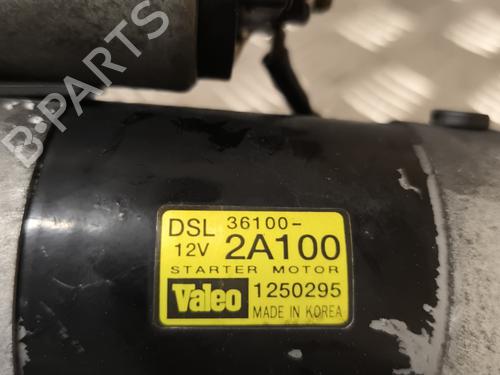 B-PARTS
DSL 36100-
12V 2A100
STARTER MOTOR
Valeo 1250295
MADE IN KOREA